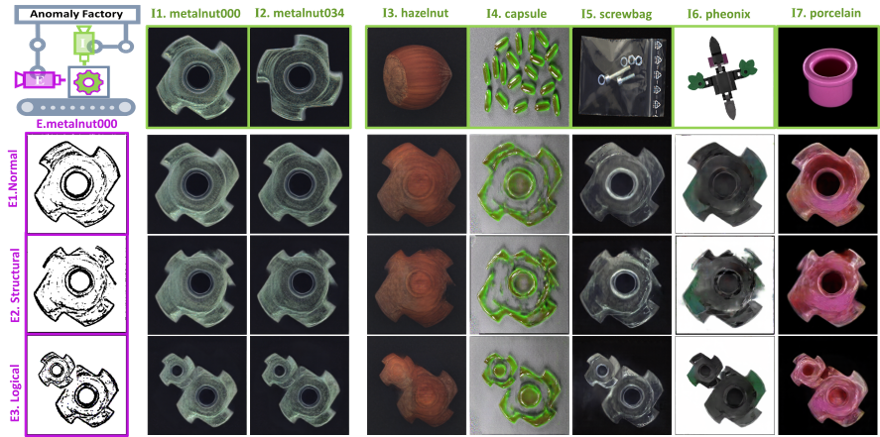 Anomaly Factory
I1. metalnut000
I2. metalnut034
I3. hazelnut
I4. capsule
I5. screwbag
I6. pheonix
I7. porcelain
I
E
E.metalnut000
E1.Normal
E2. Structural
E3. Logical